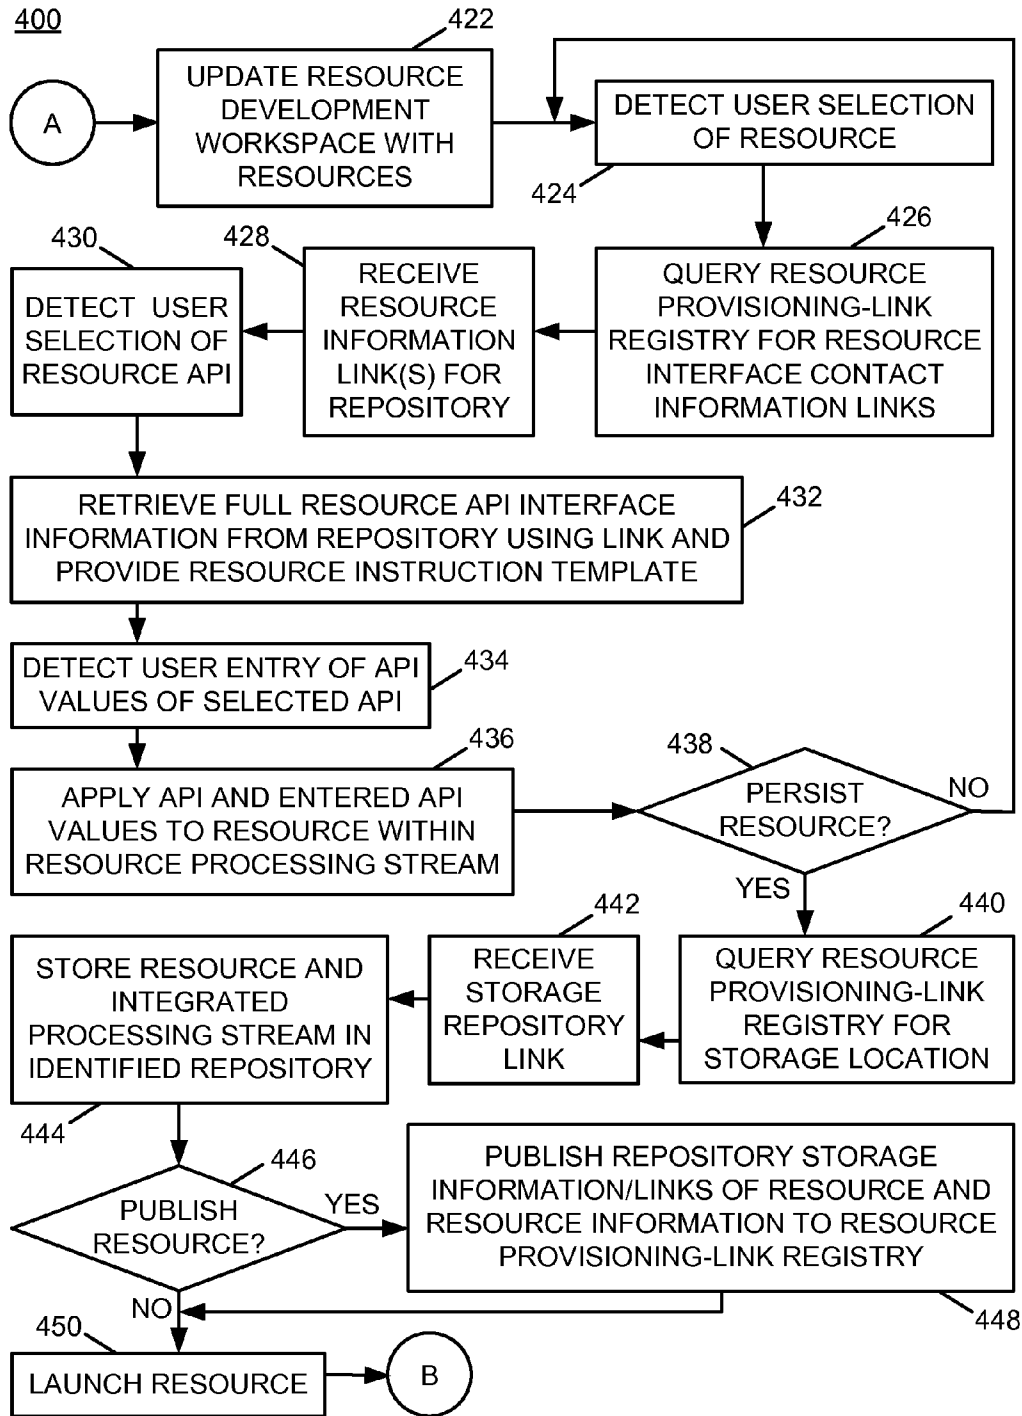 400
422
A
UPDATE RESOURCE
DEVELOPMENT
WORKSPACE WITH
RESOURCES
DETECT USER SELECTION
OF RESOURCE
424
426
QUERY RESOURCE
PROVISIONING-LINK
REGISTRY FOR RESOURCE
INTERFACE CONTACT
INFORMATION LINKS
428
RECEIVE
RESOURCE
INFORMATION
LINK(S) FOR
REPOSITORY
430
DETECT USER
SELECTION OF
RESOURCE API
RETRIEVE FULL RESOURCE API INTERFACE
INFORMATION FROM REPOSITORY USING LINK AND
PROVIDE RESOURCE INSTRUCTION TEMPLATE
432
DETECT USER ENTRY OF API
VALUES OF SELECTED API
434
436
APPLY API AND ENTERED API
VALUES TO RESOURCE WITHIN
RESOURCE PROCESSING STREAM
438
PERSIST
RESOURCE?
NO
YES
440
QUERY RESOURCE
PROVISIONING-LINK
REGISTRY FOR
STORAGE LOCATION
442
RECEIVE
STORAGE
REPOSITORY
LINK
STORE RESOURCE AND
INTEGRATED
PROCESSING STREAM IN
IDENTIFIED REPOSITORY
444
446
PUBLISH
RESOURCE?
YES
NO
PUBLISH REPOSITORY STORAGE
INFORMATION/LINKS OF RESOURCE AND
RESOURCE INFORMATION TO RESOURCE
PROVISIONING-LINK REGISTRY
448
450
LAUNCH RESOURCE
B